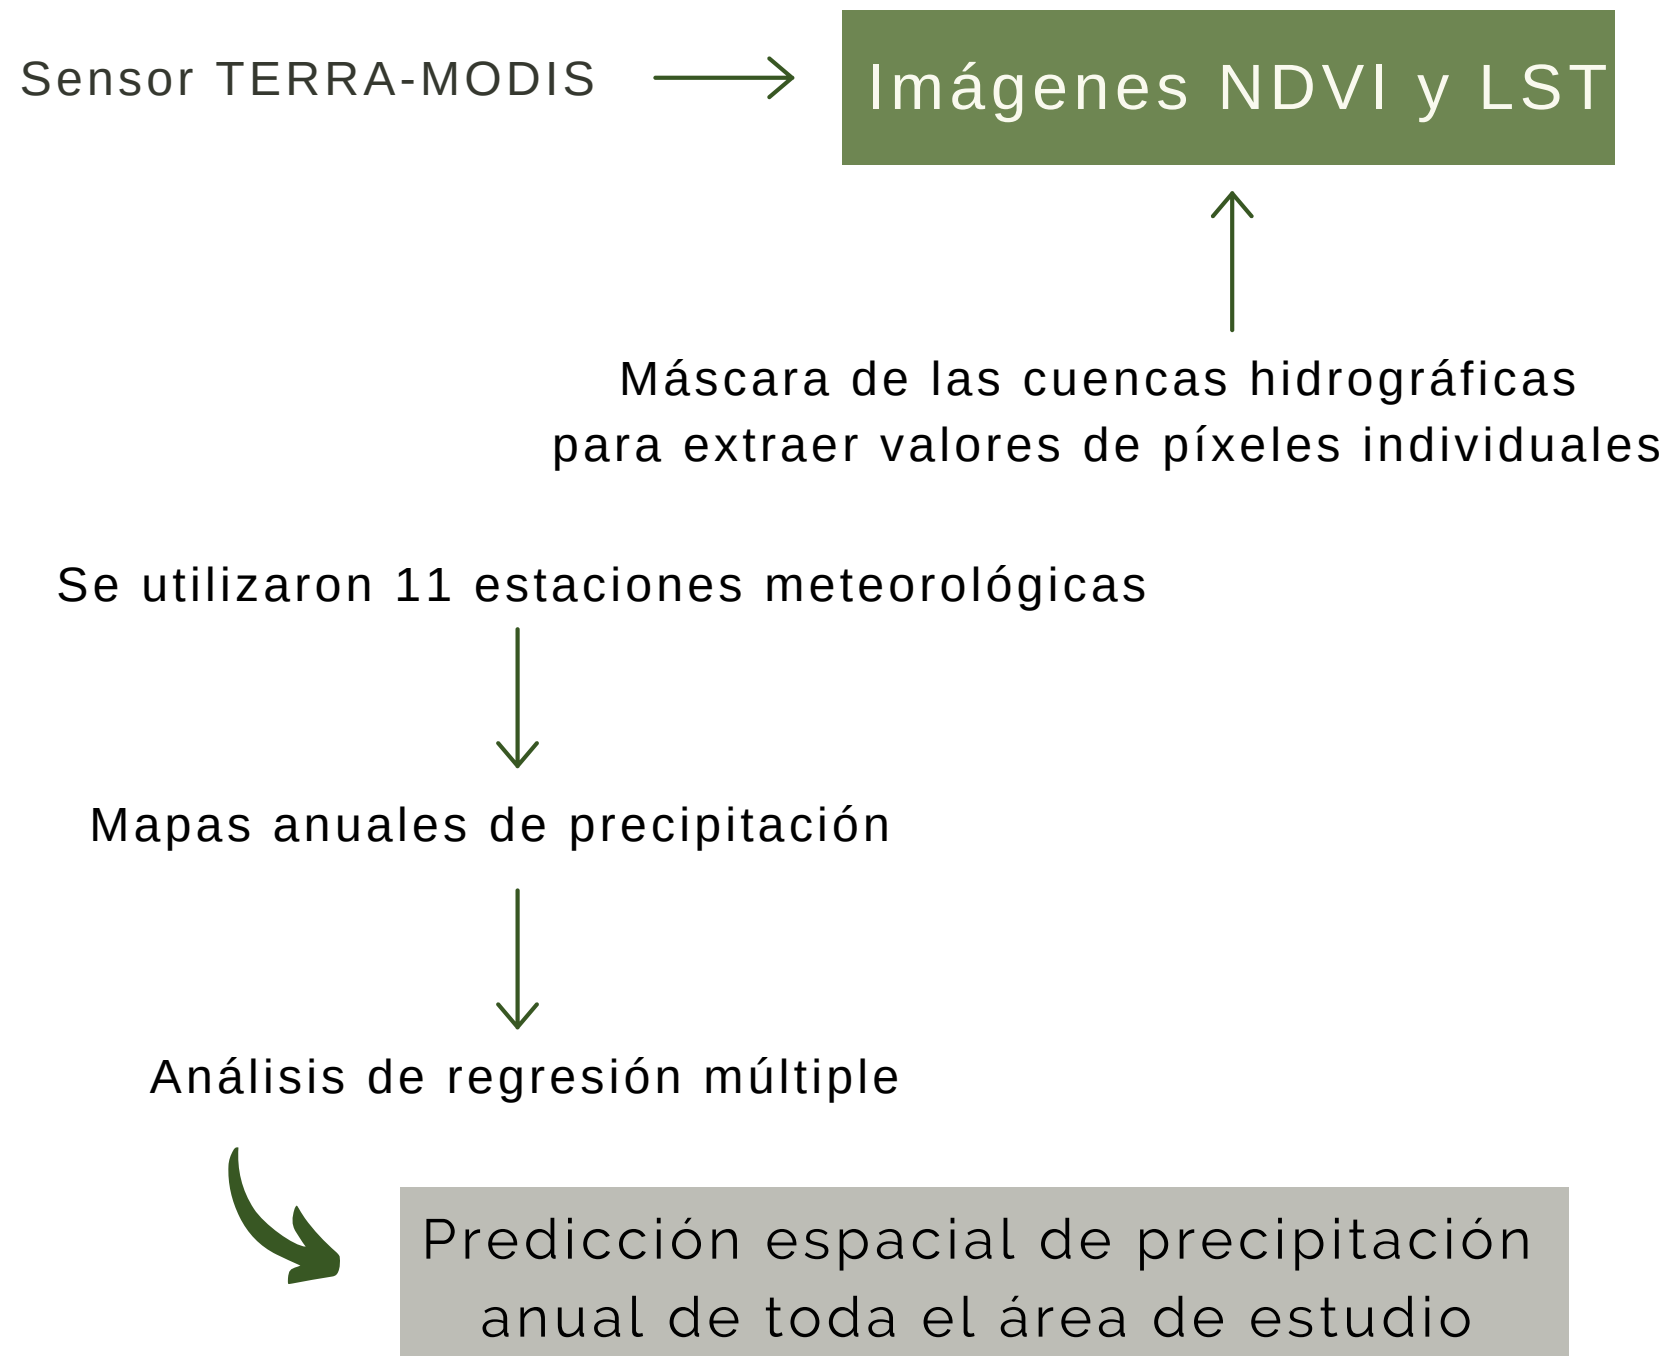 Sensor TERRA-MODIS
Imágenes NDVI y LST
Máscara de las cuencas hidrográficas
para extraer valores de píxeles individuales
Se utilizaron 11 estaciones meteorológicas
Mapas anuales de precipitación
Análisis de regresión múltiple
Predicción espacial de precipitación
anual de toda el área de estudio